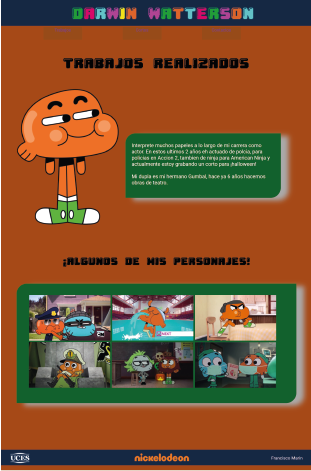 DARWIN WATTERSON
TRABAJOS REALIZADOS
Interprete muchos papeles a lo largo de mi carrera como
actor. En estos ultimos 2 años eh actuado de policia, para
policias en Accion 2, tambien de ninja para American Ninja y
actualmente estoy grabando un corto para ¡halloween!
Mi dupla es mi hermano Gumbal, hace ya 6 años hacemos
obras de teatro.
¡ALGUNOS DE MIS PERSONAJES!
UCES
nickelodeon
Francisco Marin